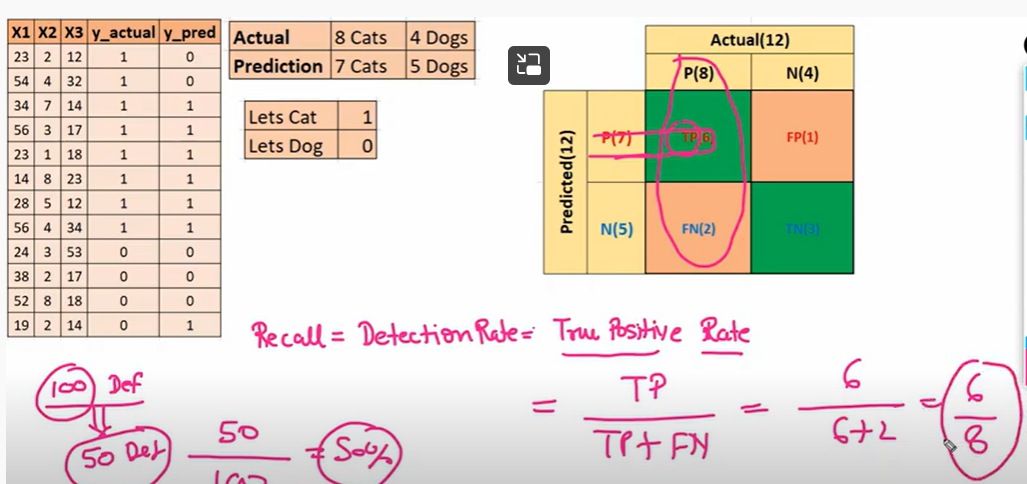 X1 X2 X3 y_actual y_pred
23 2 12 1 0
54 4 32 1 0
34 7 14 1 1
56 3 17 1 1
23 1 18 1 1
14 8 23 1 1
28 5 12 1 1
56 4 34 1 1
24 3 53 0 0
38 2 17 0 0
52 8 18 0 0
19 2 14 0 1
Actual 8 Cats 4 Dogs
Prediction 7 Cats 5 Dogs
Lets Cat 1
Lets Dog 0
Actual(12)
P(8) N(4)
Predicted(12)
P(7) TP(6) FP(1)
N(5) FN(2) TN(3)
Recall = Detection Rate = True Positive Rate
= TP / TP + FN = 6 / 6+2 = 6 / 8
100 Def
50 Def 50 / 100 = 50%